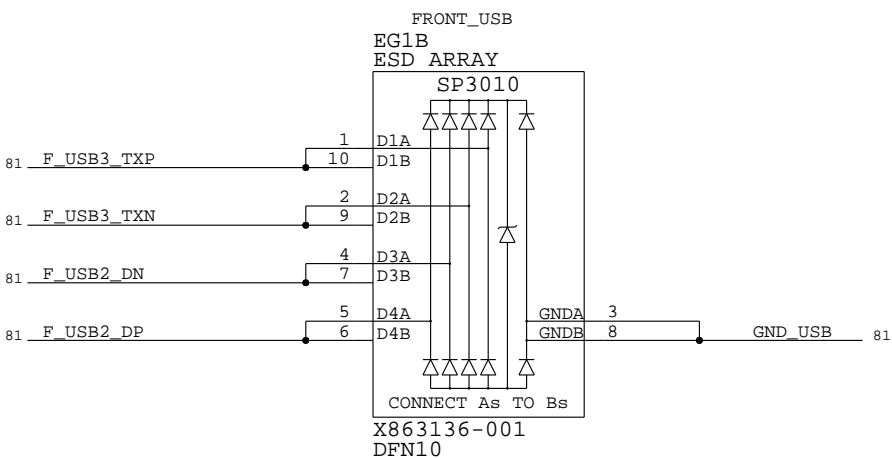 FRONT_USB
EG1B
ESD ARRAY
SP3010
1 D1A
81 F_USB3_TXP 10 D1B
2 D2A
81 F_USB3_TXN 9 D2B
4 D3A
81 F_USB2_DN 7 D3B
5 D4A GNDA 3
81 F_USB2_DP 6 D4B GNDB 8 GND_USB 81
CONNECT As TO Bs
X863136-001
DFN10